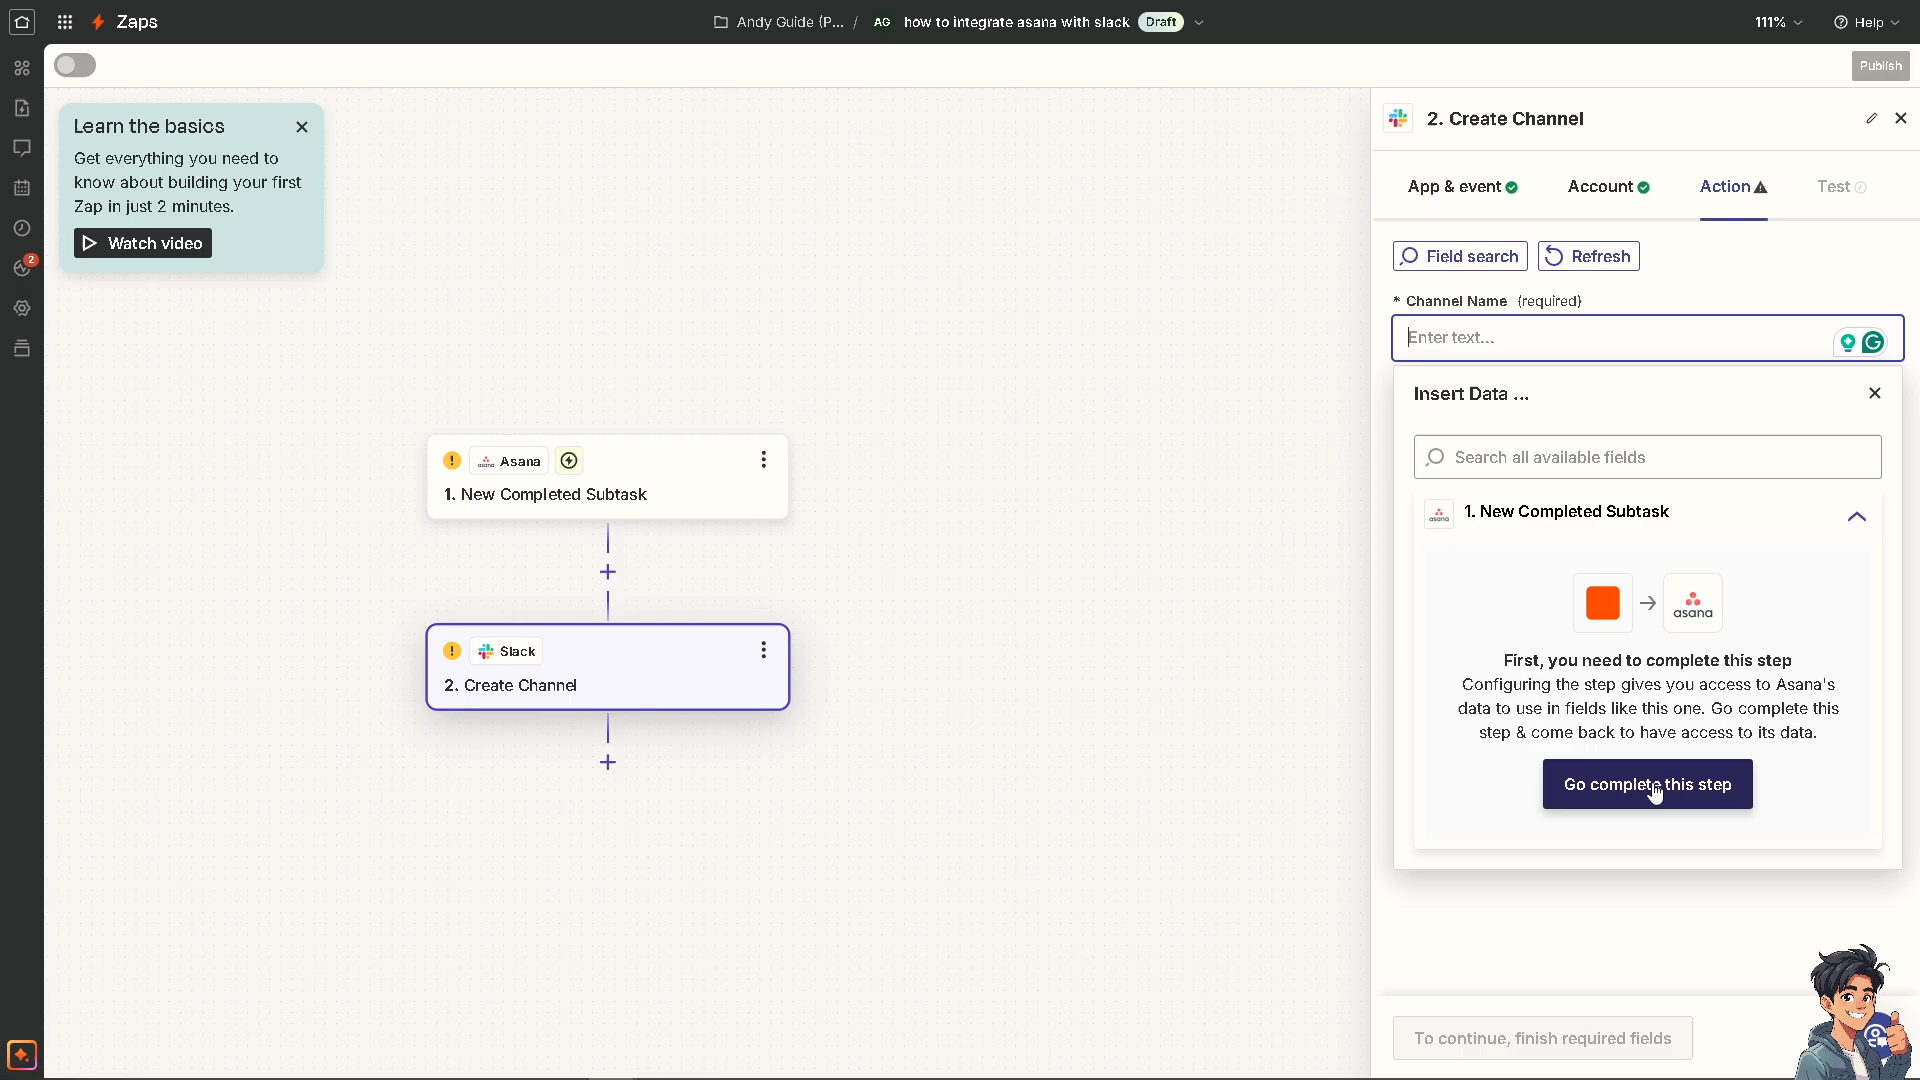 Zaps
Andy Guide (P... / AG how to integrate asana with slack Draft
111%
Help
Publish
Learn the basics
Get everything you need to
know about building your first
Zap in just 2 minutes.
Watch video
2
Asana
1. New Completed Subtask
Slack
2. Create Channel
2. Create Channel
App & event
Account
Action
Test
Field search
Refresh
* Channel Name (required)
Enter text...
Insert Data ...
Search all available fields
asana
1. New Completed Subtask
asana
First, you need to complete this step
Configuring the step gives you access to Asana's
data to use in fields like this one. Go complete this
step & come back to have access to its data.
Go complete this step
To continue, finish required fields